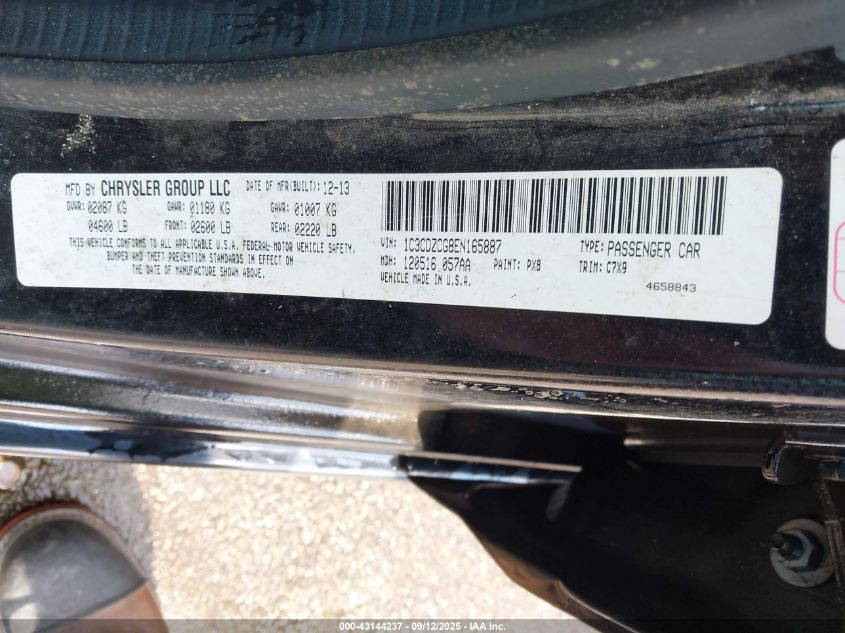 MFD BY CHRYSLER GROUP LLC DATE OF MFR(BUILT): 12-13
GVWR: 02087 KG GAWR: 01180 KG GAWR: 01007 KG
04600 LB FRONT: 02600 LB REAR: 02220 LB
THIS VEHICLE CONFORMS TO ALL APPLICABLE U.S.A. FEDERAL MOTOR VEHICLE SAFETY,
BUMPER AND THEFT PREVENTION STANDARDS IN EFFECT ON
THE DATE OF MANUFACTURE SHOWN ABOVE.
VIN: 1C3CDZCG8EN165887 TYPE: PASSENGER CAR
MDH: 120516 057AA PAINT: PX8 TRIM: C7X9
VEHICLE MADE IN U.S.A.
4658843
000-43144237 - 09/12/2025 - IAA Inc.